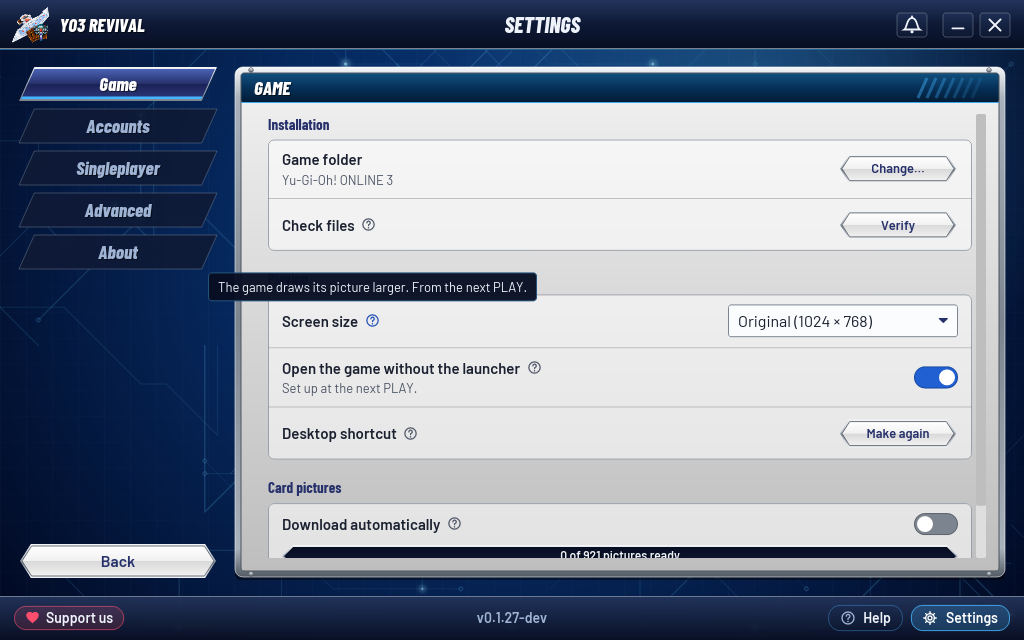 YO3 REVIVAL
SETTINGS
Game
Accounts
Singleplayer
Advanced
About
Back
GAME
Installation
Game folder
Yu-Gi-Oh! ONLINE 3
Change...
Check files
Verify
The game draws its picture larger. From the next PLAY.
Screen size
Original (1024 × 768)
Open the game without the launcher
Set up at the next PLAY.
Desktop shortcut
Make again
Card pictures
Download automatically
0 of 921 pictures ready
Support us
v0.1.27-dev
Help
Settings